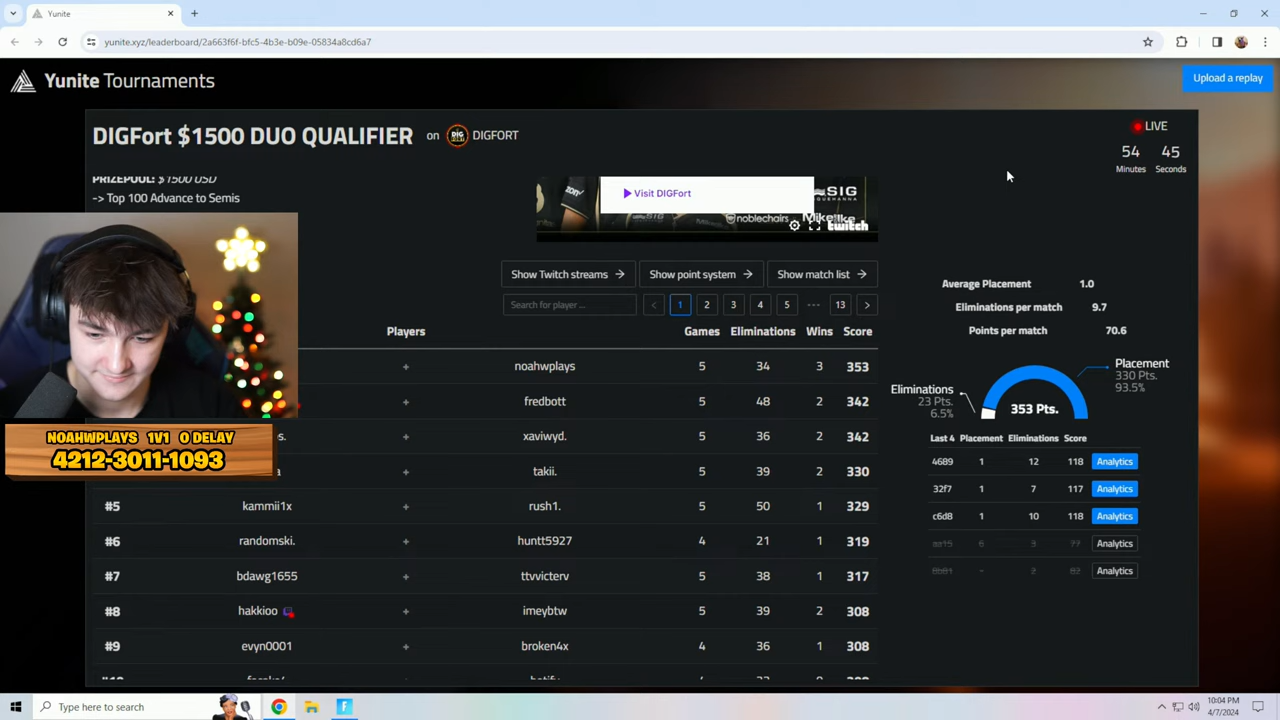 Yunite
yunite.xyz/leaderboard/2a663f6f-bfc5-4b3e-b09e-05834a8cd6a7
Yunite Tournaments
Upload a replay
DIGFort $1500 DUO QUALIFIER on DIGFORT
LIVE
54 45
Minutes Seconds
PRIZEPOOL: $1500 USD
-> Top 100 Advance to Semis
Visit DIGFort
noblechairs
twitch
Show Twitch streams → Show point system → Show match list →
Search for player ... < 1 2 3 4 5 ... 13 >
Players Games Eliminations Wins Score
+ noahwplays 5 34 3 353
fredbott 5 48 2 342
s. + xaviwyd. 5 36 2 342
a + takii. 5 39 2 330
#5 kammii1x + rush1. 5 50 1 329
#6 randomski. + huntt5927 4 21 1 319
#7 bdawg1655 + ttvvicterv 5 38 1 317
#8 hakkioo + imeybtw 5 39 2 308
#9 evyn0001 + broken4x 4 36 1 308
Average Placement 1.0
Eliminations per match 9.7
Points per match 70.6
Placement
330 Pts.
93.5%
Eliminations
23 Pts.
6.5%
353 Pts.
Last 4 Placement Eliminations Score
4689 1 12 118 Analytics
32f7 1 7 117 Analytics
c6d8 1 10 118 Analytics
6 3 Analytics
- 2 82 Analytics
NOAHWPLAYS 1V1 0 DELAY
4212-3011-1093
Type here to search
10:04 PM
4/7/2024